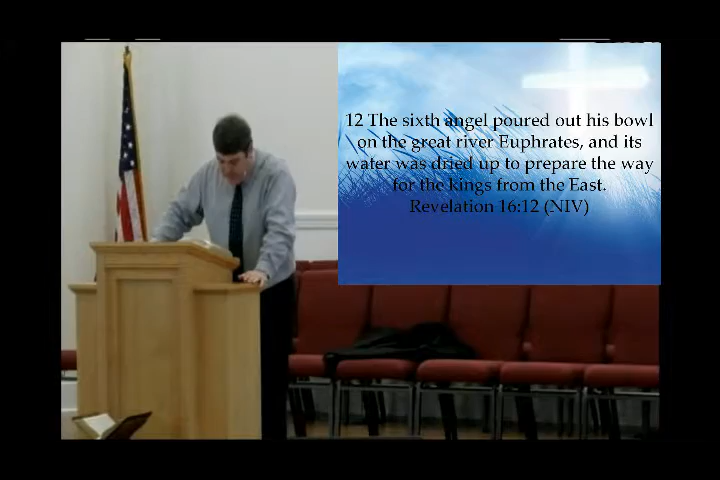 12 The sixth angel poured out his bowl
on the great river Euphrates, and its
water was dried up to prepare the way
for the kings from the East.
Revelation 16:12 (NIV)